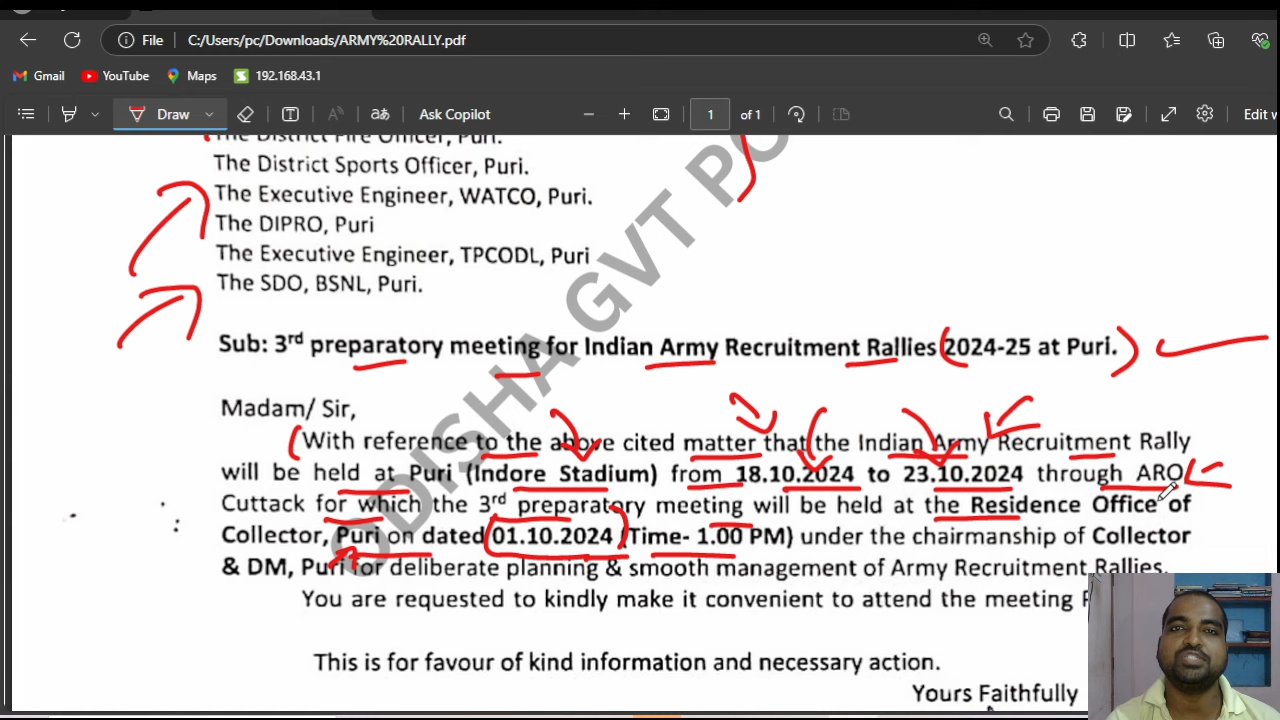 File C:/Users/pc/Downloads/ARMY%20RALLY.pdf
Gmail YouTube Maps 192.168.43.1
Draw aあ Ask Copilot 1 of 1 Edit w
The District Fire Officer, Puri.
The District Sports Officer, Puri.
The Executive Engineer, WATCO, Puri.
The DIPRO, Puri
The Executive Engineer, TPCODL, Puri
The SDO, BSNL, Puri.
ODISHA GVT PO
Sub: 3rd preparatory meeting for Indian Army Recruitment Rallies (2024-25 at Puri.)
Madam/ Sir,
With reference to the above cited matter that the Indian Army Recruitment Rally
will be held at Puri (Indore Stadium) from 18.10.2024 to 23.10.2024 through ARO
Cuttack for which the 3rd preparatory meeting will be held at the Residence Office of
Collector, Puri on dated 01.10.2024 (Time- 1.00 PM) under the chairmanship of Collector
& DM, Puri for deliberate planning & smooth management of Army Recruitment Rallies.
You are requested to kindly make it convenient to attend the meeting
This is for favour of kind information and necessary action.
Yours Faithfully